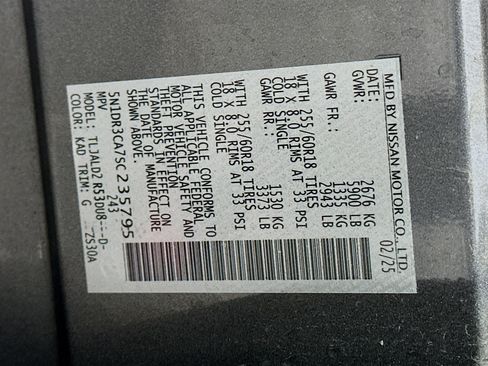 MFD BY NISSAN MOTOR CO.,LTD.
DATE: 02/25
GVWR: 2676 KG
5900 LB
GAWR FR: 1335 KG
2943 LB
WITH 255/60R18 TIRES
18 X 8.0 RIMS AT 33 PSI
COLD SINGLE
GAWR RR: 1530 KG
3373 LB
WITH 255/60R18 TIRES
18 X 8.0 RIMS AT 33 PSI
COLD SINGLE
THIS VEHICLE CONFORMS TO
ALL APPLICABLE FEDERAL
MOTOR VEHICLE SAFETY AND
THEFT PREVENTION
STANDARDS IN EFFECT ON
THE DATE OF MANUFACTURE
SHOWN ABOVE.
5N1DR3CA7SC235795
MPV 243
MODEL: TLJALDZ R53DU8---D-
COLOR: KAD TRIM: G ZS30A